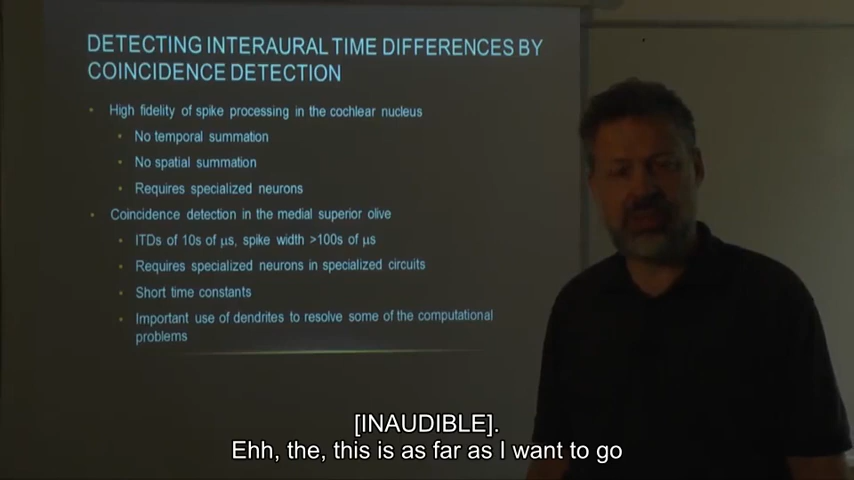 DETECTING INTERAURAL TIME DIFFERENCES BY
COINCIDENCE DETECTION
• High fidelity of spike processing in the cochlear nucleus
• No temporal summation
• No spatial summation
• Requires specialized neurons
• Coincidence detection in the medial superior olive
• ITDs of 10s of µs, spike width >100s of µs
• Requires specialized neurons in specialized circuits
• Short time constants
• Important use of dendrites to resolve some of the computational
problems
[INAUDIBLE].
Ehh, the, this is as far as I want to go